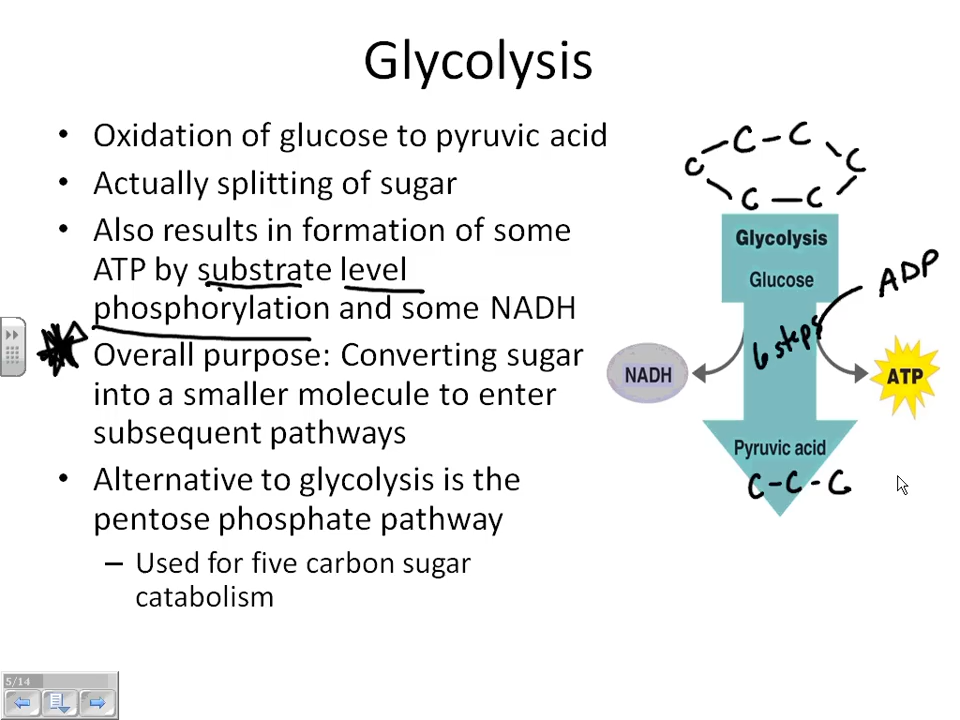 Glycolysis
• Oxidation of glucose to pyruvic acid
• Actually splitting of sugar
• Also results in formation of some
ATP by substrate level
phosphorylation and some NADH
Overall purpose: Converting sugar
into a smaller molecule to enter
subsequent pathways
• Alternative to glycolysis is the
pentose phosphate pathway
– Used for five carbon sugar
catabolism
C – C
C C
C – C
Glycolysis
Glucose
ADP
6 steps
NADH
ATP
Pyruvic acid
C - C - C
5/14